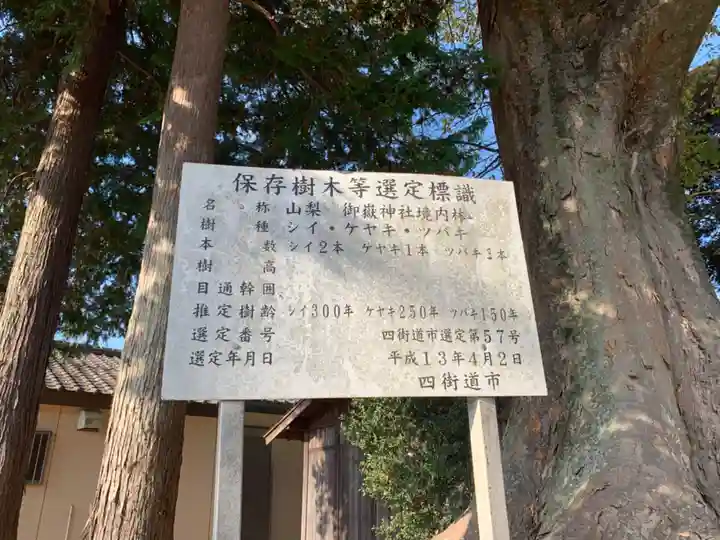 保存樹木等選定標識
名称 山梨 御嶽神社境内林
樹種 シイ・ケヤキ・ツバキ
本数 シイ2本 ケヤキ1本 ツバキ1本
樹高
目通幹囲
推定樹齢 シイ300年 ケヤキ250年 ツバキ150年
選定番号 四街道市選定第57号
選定年月日 平成13年4月2日
四街道市